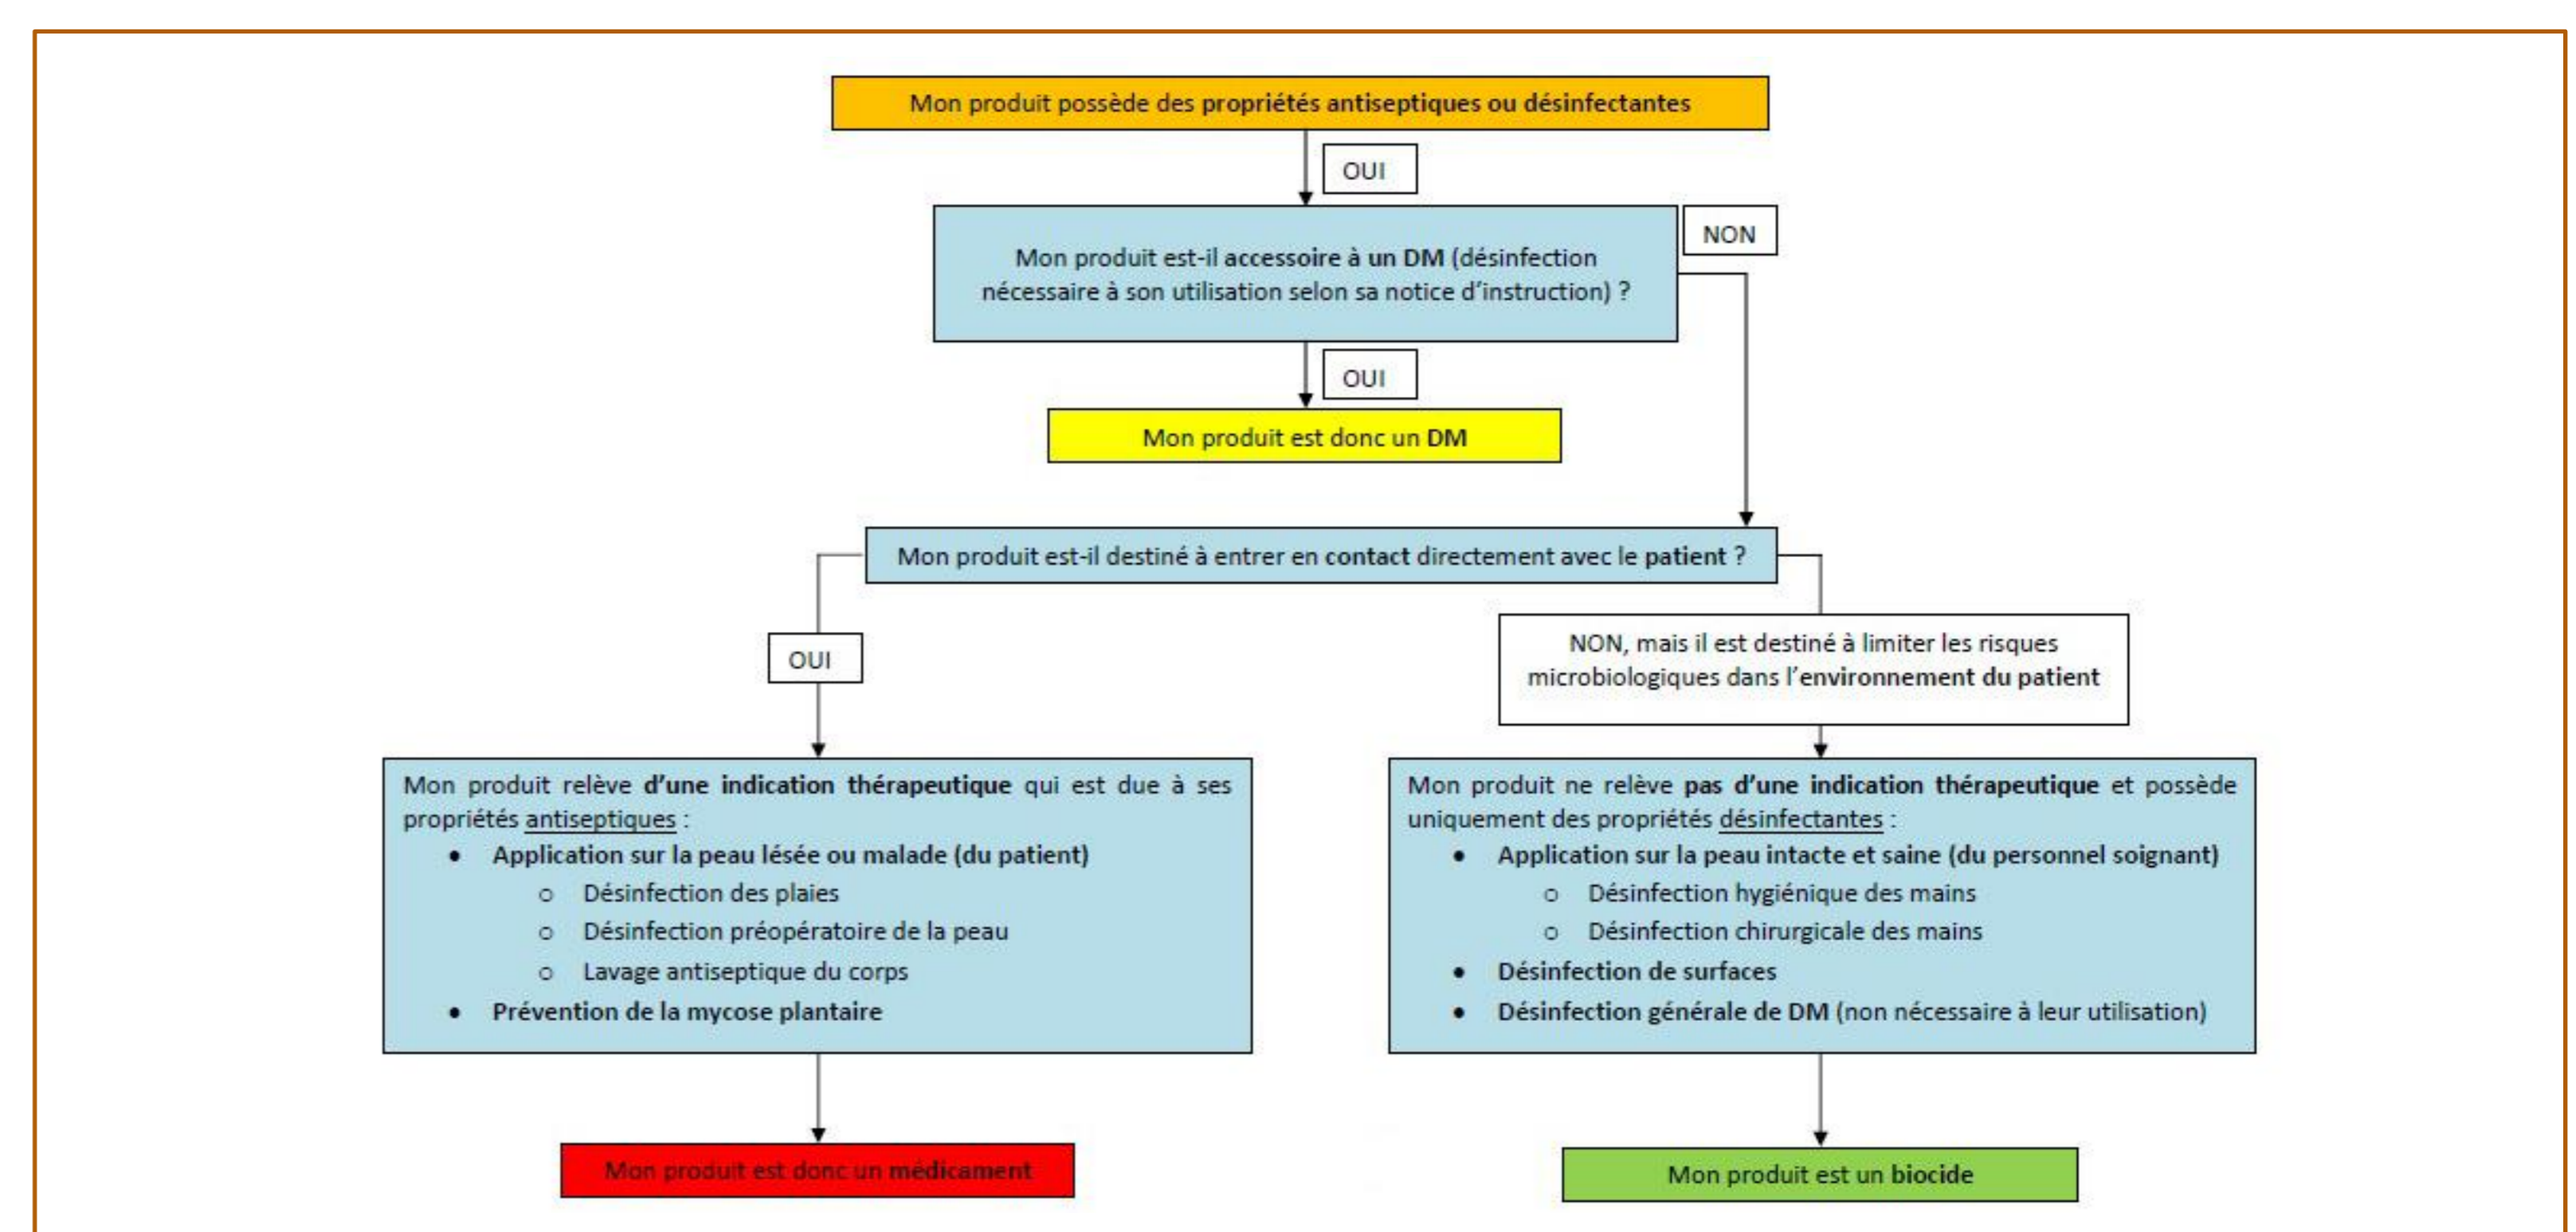 Mon produit possède des propriétés antiseptiques ou désinfectantes
OUI
NON
Mon produit est-il accessoire à un DM (désinfection
nécessaire à son utilisation selon sa notice d’instruction) ?
OUI
Mon produit est donc un DM
Mon produit est-il destiné à entrer en contact directement avec le patient ?
OUI
NON, mais il est destiné à limiter les risques
microbiologiques dans l’environnement du patient
Mon produit relève d’une indication thérapeutique qui est due à ses
propriétés antiseptiques :
• Application sur la peau lésée ou malade (du patient)
o Désinfection des plaies
o Désinfection préopératoire de la peau
o Lavage antiseptique du corps
• Prévention de la mycose plantaire
Mon produit ne relève pas d’une indication thérapeutique et possède
uniquement des propriétés désinfectantes :
• Application sur la peau intacte et saine (du personnel soignant)
o Désinfection hygiénique des mains
o Désinfection chirurgicale des mains
• Désinfection de surfaces
• Désinfection générale de DM (non nécessaire à leur utilisation)
Mon produit est donc un médicament
Mon produit est un biocide